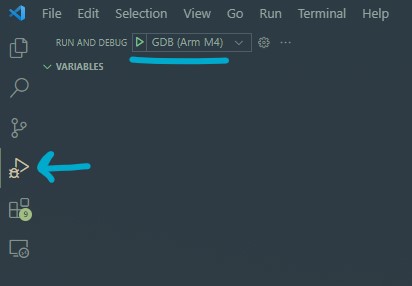 File Edit Selection View Go Run Terminal Help
RUN AND DEBUG GDB (Arm M4)
VARIABLES
9